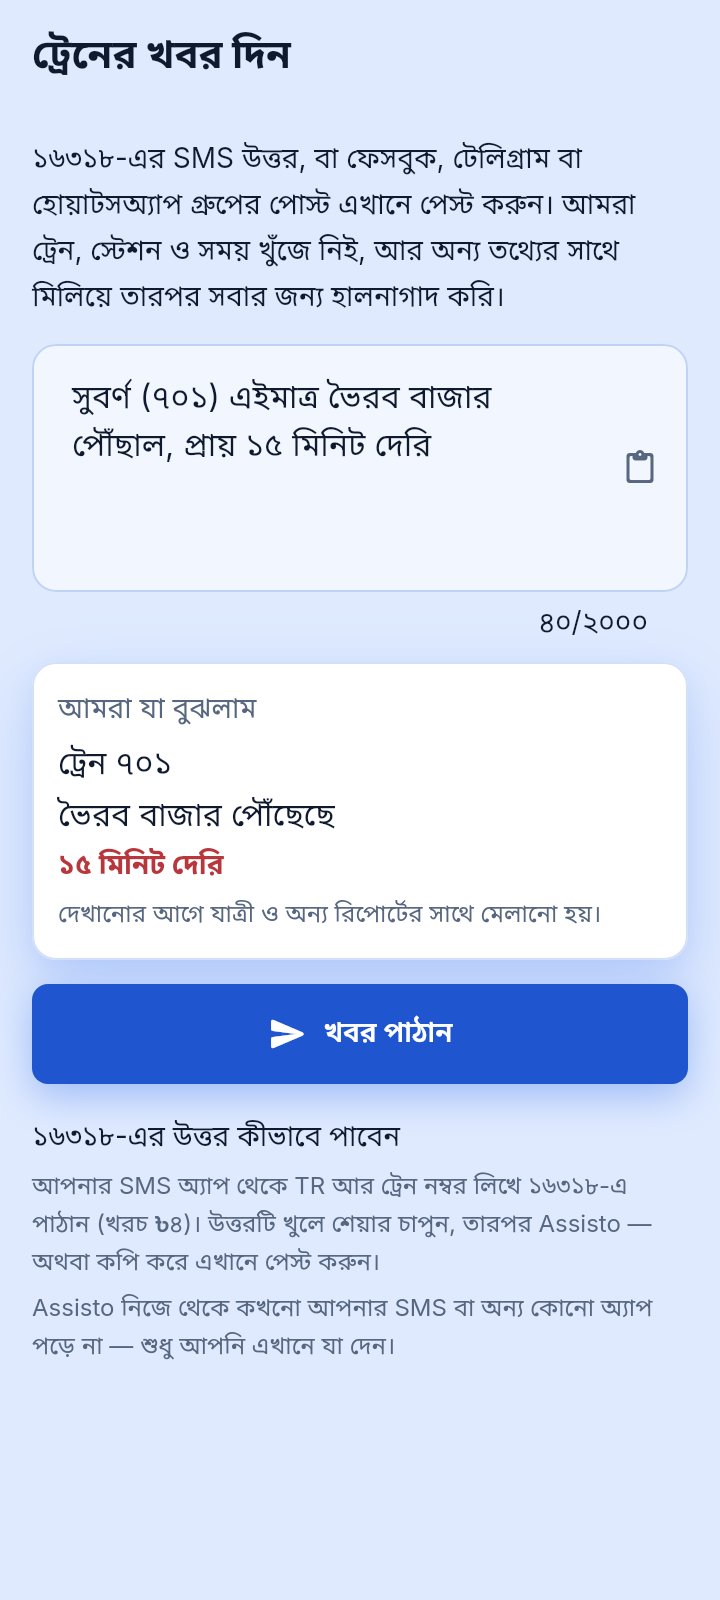 ট্রেনের খবর দিন
১৬৩১৮-এর SMS উত্তর, বা ফেসবুক, টেলিগ্রাম বা
হোয়াটসঅ্যাপ গ্রুপের পোস্ট এখানে পেস্ট করুন। আমরা
ট্রেন, স্টেশন ও সময় খুঁজে নিই, আর অন্য তথ্যের সাথে
মিলিয়ে তারপর সবার জন্য হালনাগাদ করি।
সুবর্ণ (৭০১) এইমাত্র ভৈরব বাজার
পৌঁছাল, প্রায় ১৫ মিনিট দেরি
৪০/২০০০
আমরা যা বুঝলাম
ট্রেন ৭০১
ভৈরব বাজার পৌঁছেছে
১৫ মিনিট দেরি
দেখানোর আগে যাত্রী ও অন্য রিপোর্টের সাথে মেলানো হয়।
খবর পাঠান
১৬৩১৮-এর উত্তর কীভাবে পাবেন
আপনার SMS অ্যাপ থেকে TR আর ট্রেন নম্বর লিখে ১৬৩১৮-এ
পাঠান (খরচ ৳৪)। উত্তরটি খুলে শেয়ার চাপুন, তারপর Assisto —
অথবা কপি করে এখানে পেস্ট করুন।
Assisto নিজে থেকে কখনো আপনার SMS বা অন্য কোনো অ্যাপ
পড়ে না — শুধু আপনি এখানে যা দেন।